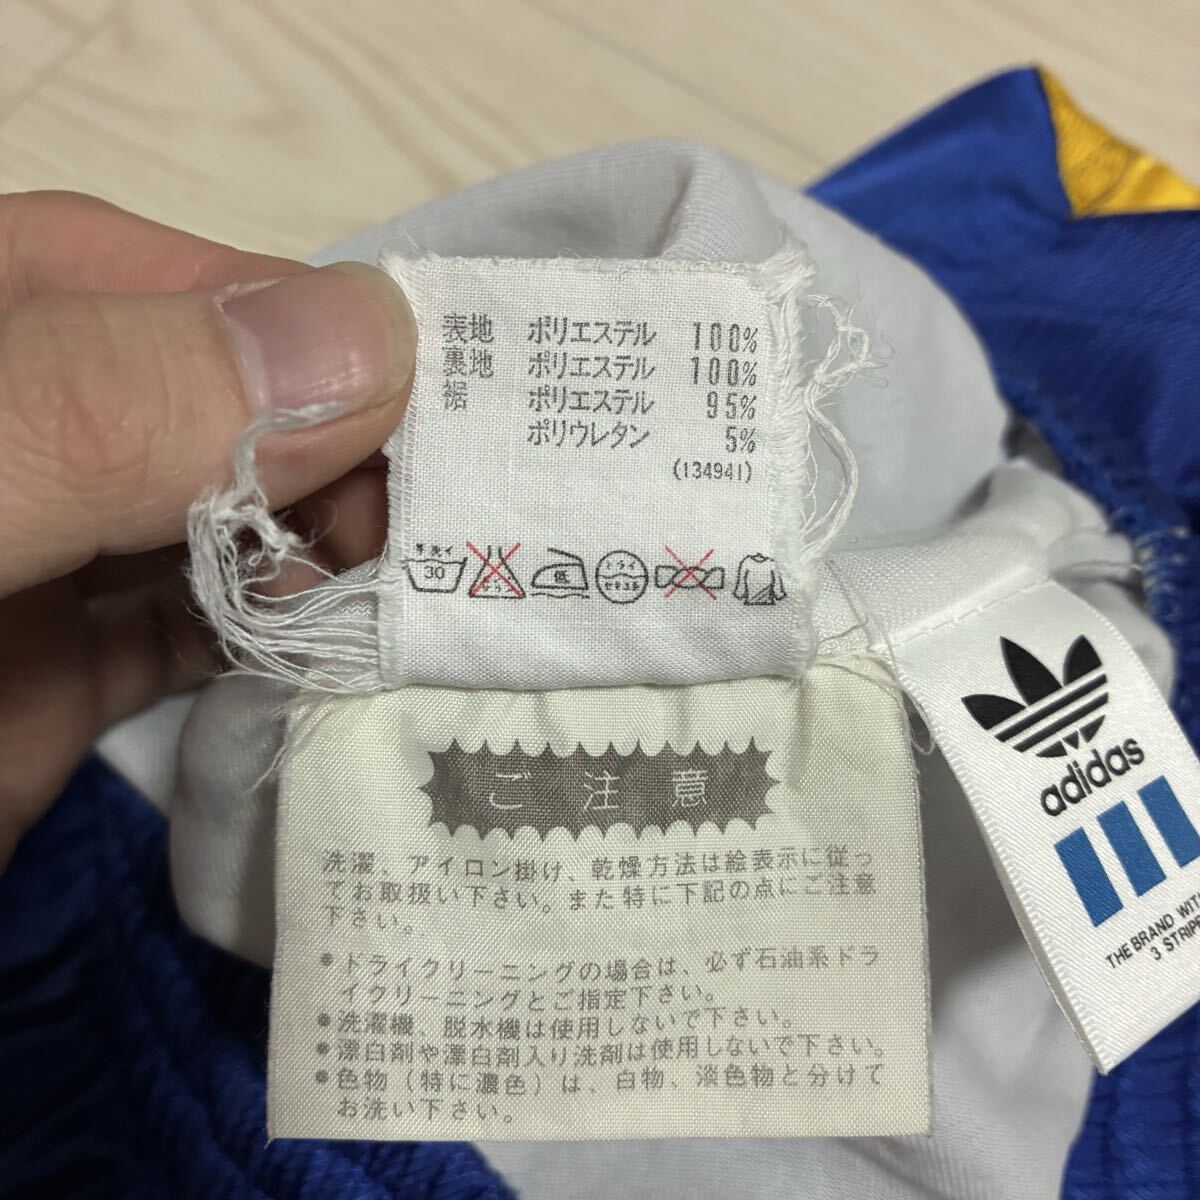 表地 ポリエステル 100%
裏地 ポリエステル 100%
裾 ポリエステル 95%
ポリウレタン 5%
(134941)
手洗イ
30
低
ご注意
洗濯、アイロン掛け、乾燥方法は絵表示に従っ
てお取扱い下さい。また特に下記の点にご注意
下さい。
●ドライクリーニングの場合は、必ず石油系ドラ
イクリーニングとご指定下さい。
●洗濯機、脱水機は使用しないで下さい。
●漂白剤や漂白剤入り洗剤は使用しないで下さい。
●色物(特に濃色)は、白物、淡色物と分けて
お洗い下さい。
adidas
THE BRAND WITH
3 STRIPE